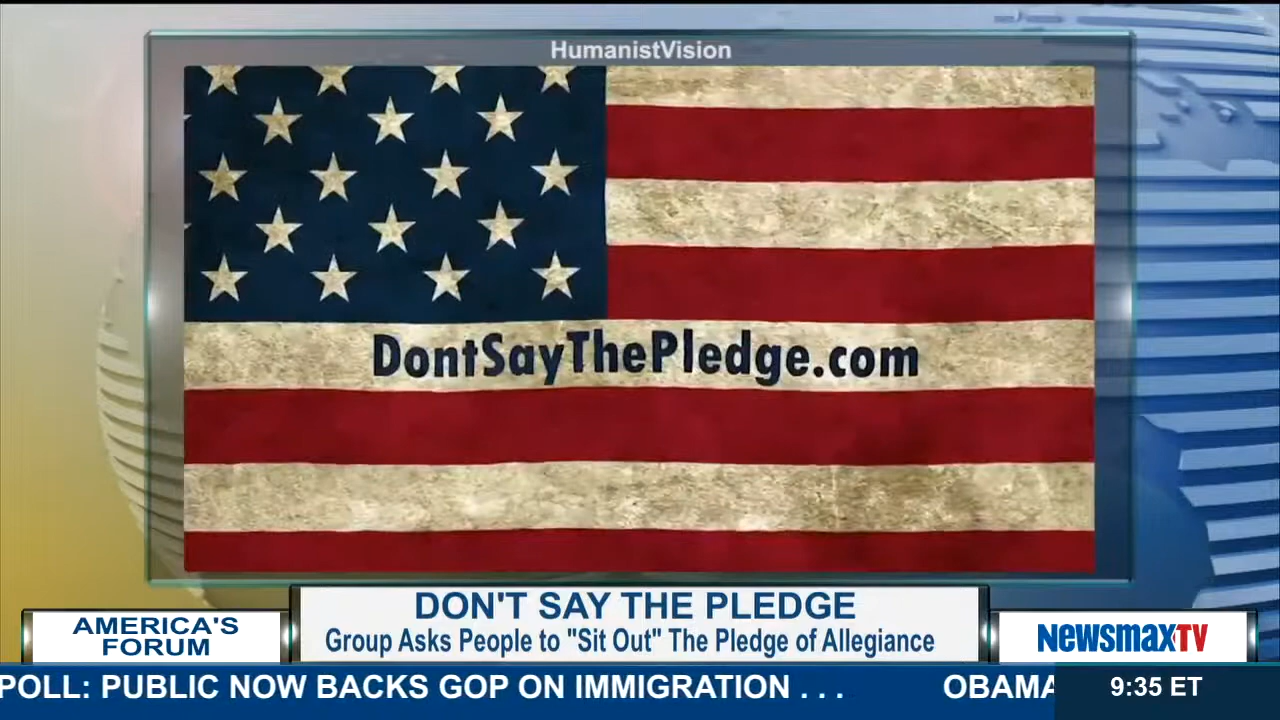 HumanistVision
DontSayThePledge.com
DON'T SAY THE PLEDGE
Group Asks People to "Sit Out" The Pledge of Allegiance
AMERICA'S
FORUM
NEWSMAXTV
POLL: PUBLIC NOW BACKS GOP ON IMMIGRATION . . .
OBAMA
9:35 ET